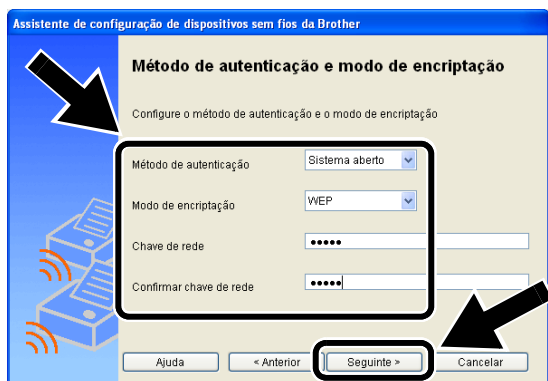 Assistente de configuração de dispositivos sem fios da Brother
Método de autenticação e modo de encriptação
Configure o método de autenticação e o modo de encriptação
Método de autenticação Sistema aberto
Modo de encriptação WEP
Chave de rede •••••
Confirmar chave de rede •••••
Ajuda < Anterior Seguinte > Cancelar